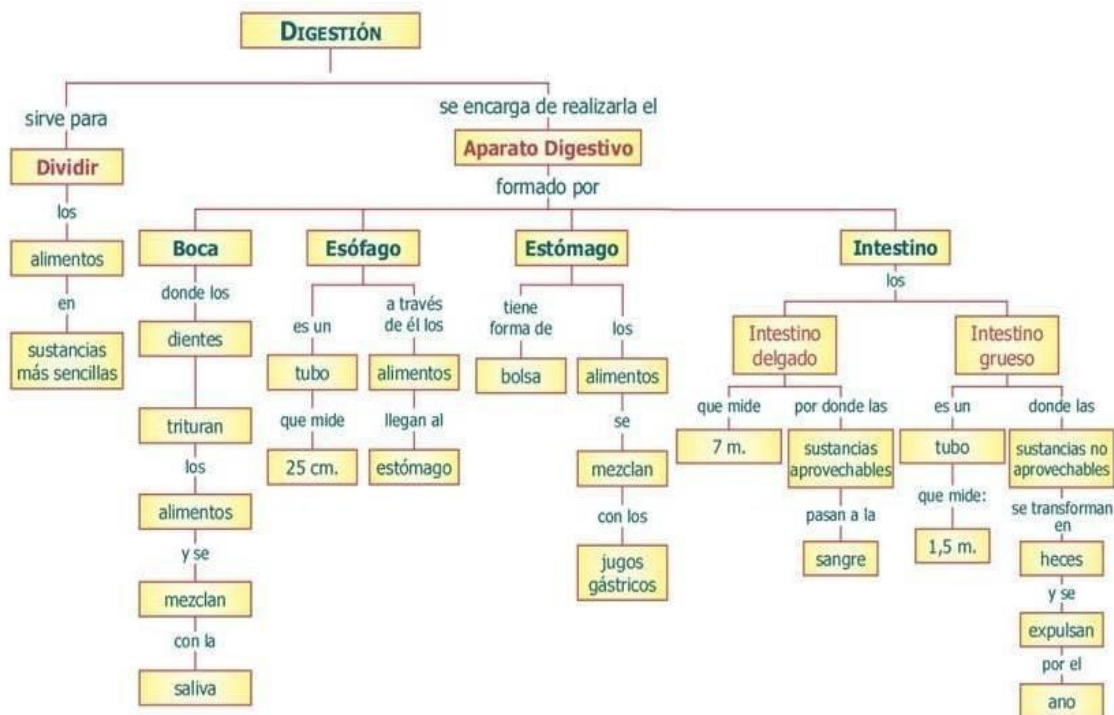 DIGESTIÓN
sirve para
Dividir
los
alimentos
en
sustancias
más sencillas
se encarga de realizarla el
Aparato Digestivo
formado por
Boca
donde los
dientes
trituran
los
alimentos
y se
mezclan
con la
saliva
Esófago
es un
tubo
que mide
25 cm.
a través
de él los
alimentos
llegan al
estómago
Estómago
tiene
forma de
bolsa
los
alimentos
se
mezclan
con los
jugos
gástricos
Intestino
los
Intestino
delgado
que mide
7 m.
por donde las
sustancias
aprovechables
pasan a la
sangre
Intestino
grueso
es un
tubo
que mide:
1,5 m.
donde las
sustancias no
aprovechables
se transforman
en
heces
y se
expulsan
por el
ano